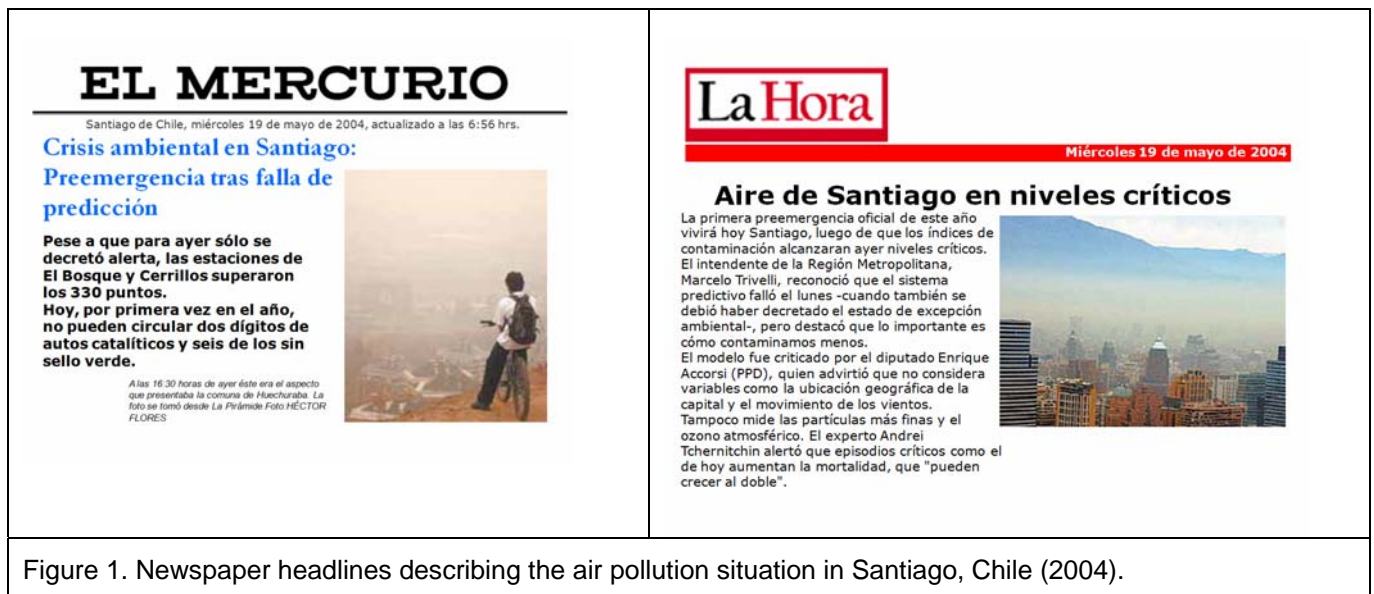 EL MERCURIO
Santiago de Chile, miércoles 19 de mayo de 2004, actualizado a las 6:56 hrs.
Crisis ambiental en Santiago:
Preemergencia tras falla de
predicción
Pese a que para ayer sólo se
decretó alerta, las estaciones de
El Bosque y Cerrillos superaron
los 330 puntos.
Hoy, por primera vez en el año,
no pueden circular dos dígitos de
autos catalíticos y seis de los sin
sello verde.
A las 16:30 horas de ayer éste era el aspecto
que presentaba la comuna de Huechuraba. La
foto se tomó desde La Pirámide Foto HÉCTOR
FLORES
La Hora
Miércoles 19 de mayo de 2004
Aire de Santiago en niveles críticos
La primera preemergencia oficial de este año
vivirá hoy Santiago, luego de que los índices de
contaminación alcanzaran ayer niveles críticos.
El intendente de la Región Metropolitana,
Marcelo Trivelli, reconoció que el sistema
predictivo falló el lunes -cuando también se
debió haber decretado el estado de excepción
ambiental-, pero destacó que lo importante es
cómo contaminamos menos.
El modelo fue criticado por el diputado Enrique
Accorsi (PPD), quien advirtió que no considera
variables como la ubicación geográfica de la
capital y el movimiento de los vientos.
Tampoco mide las partículas más finas y el
ozono atmosférico. El experto Andrei
Tchernitchin alertó que episodios críticos como el
de hoy aumentan la mortalidad, que "pueden
crecer al doble".
Figure 1. Newspaper headlines describing the air pollution situation in Santiago, Chile (2004).